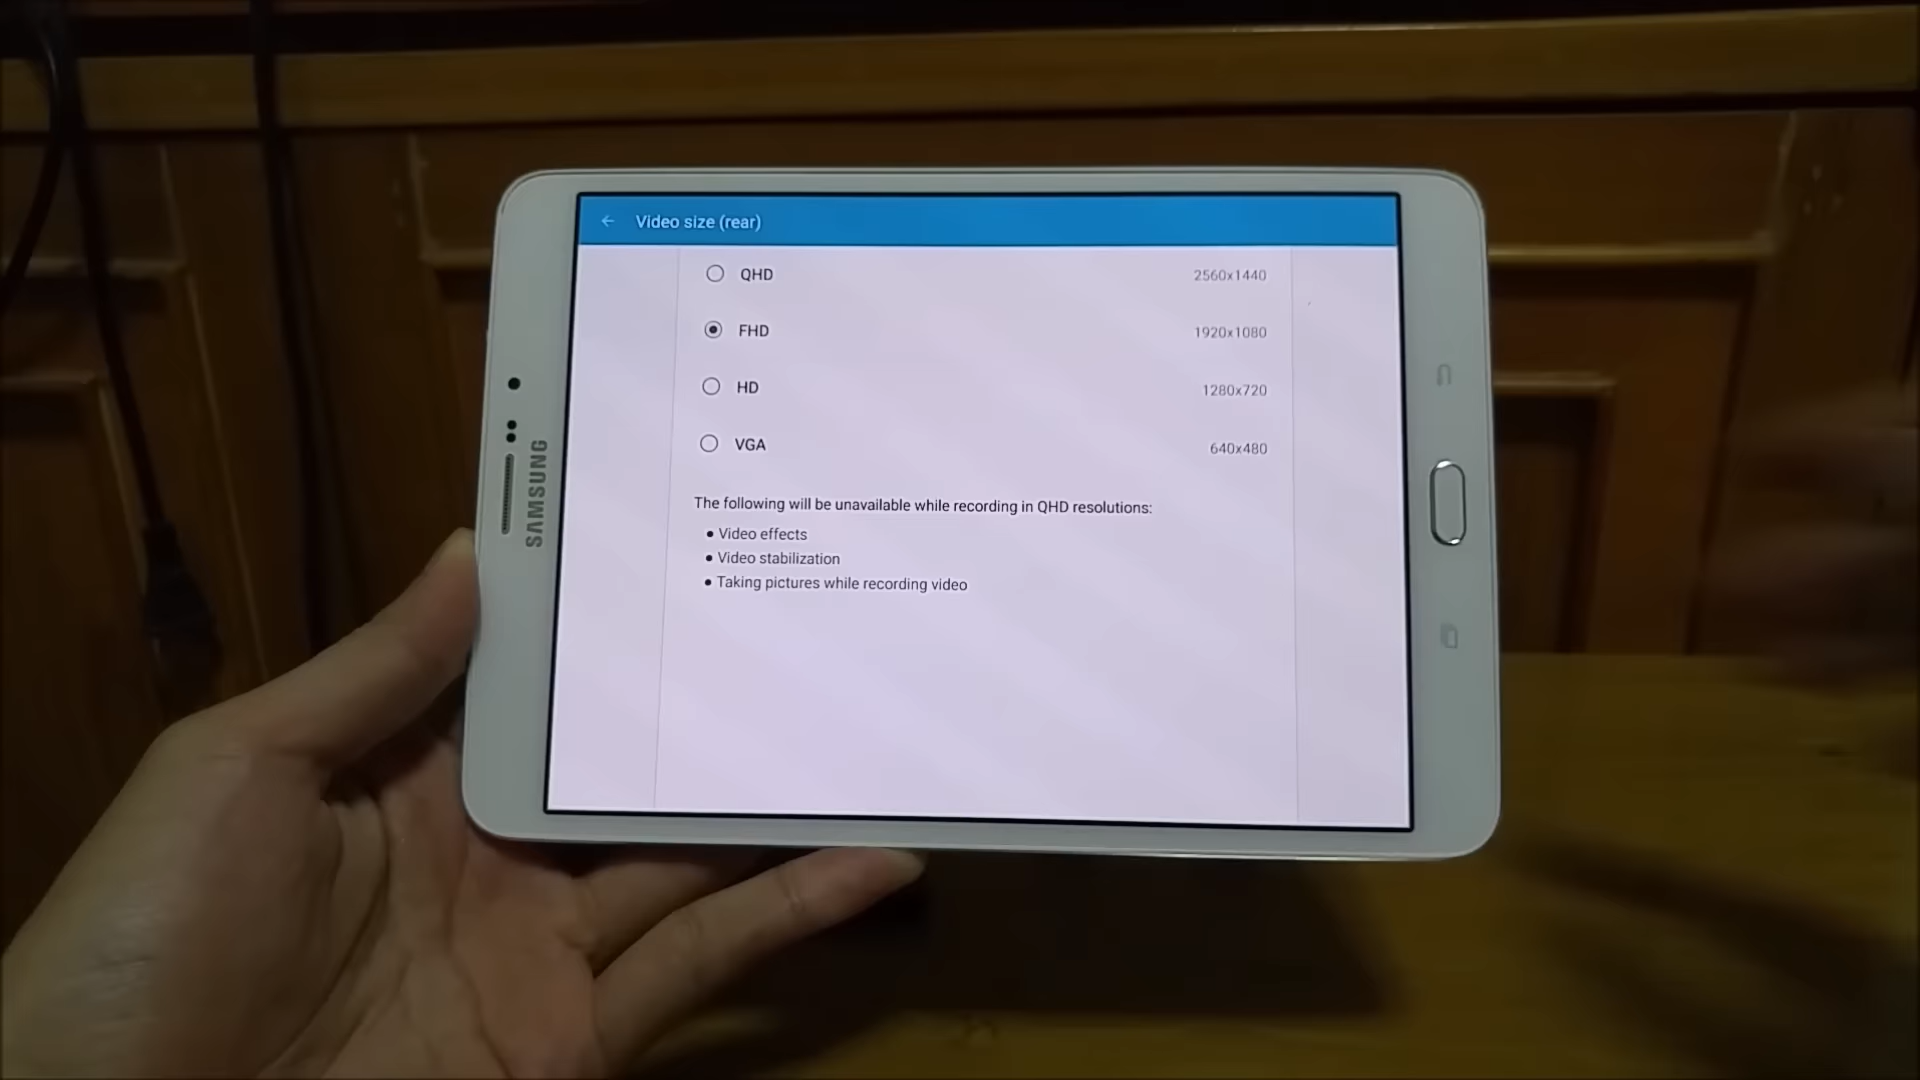 Video size (rear)
QHD 2560x1440
FHD 1920x1080
HD 1280x720
VGA 640x480
The following will be unavailable while recording in QHD resolutions:
• Video effects
• Video stabilization
• Taking pictures while recording video
SAMSUNG